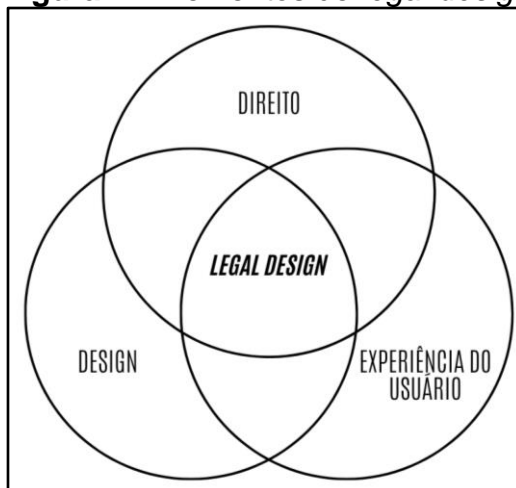 DIREITO
LEGAL DESIGN
DESIGN
EXPERIÊNCIA DO
USUÁRIO